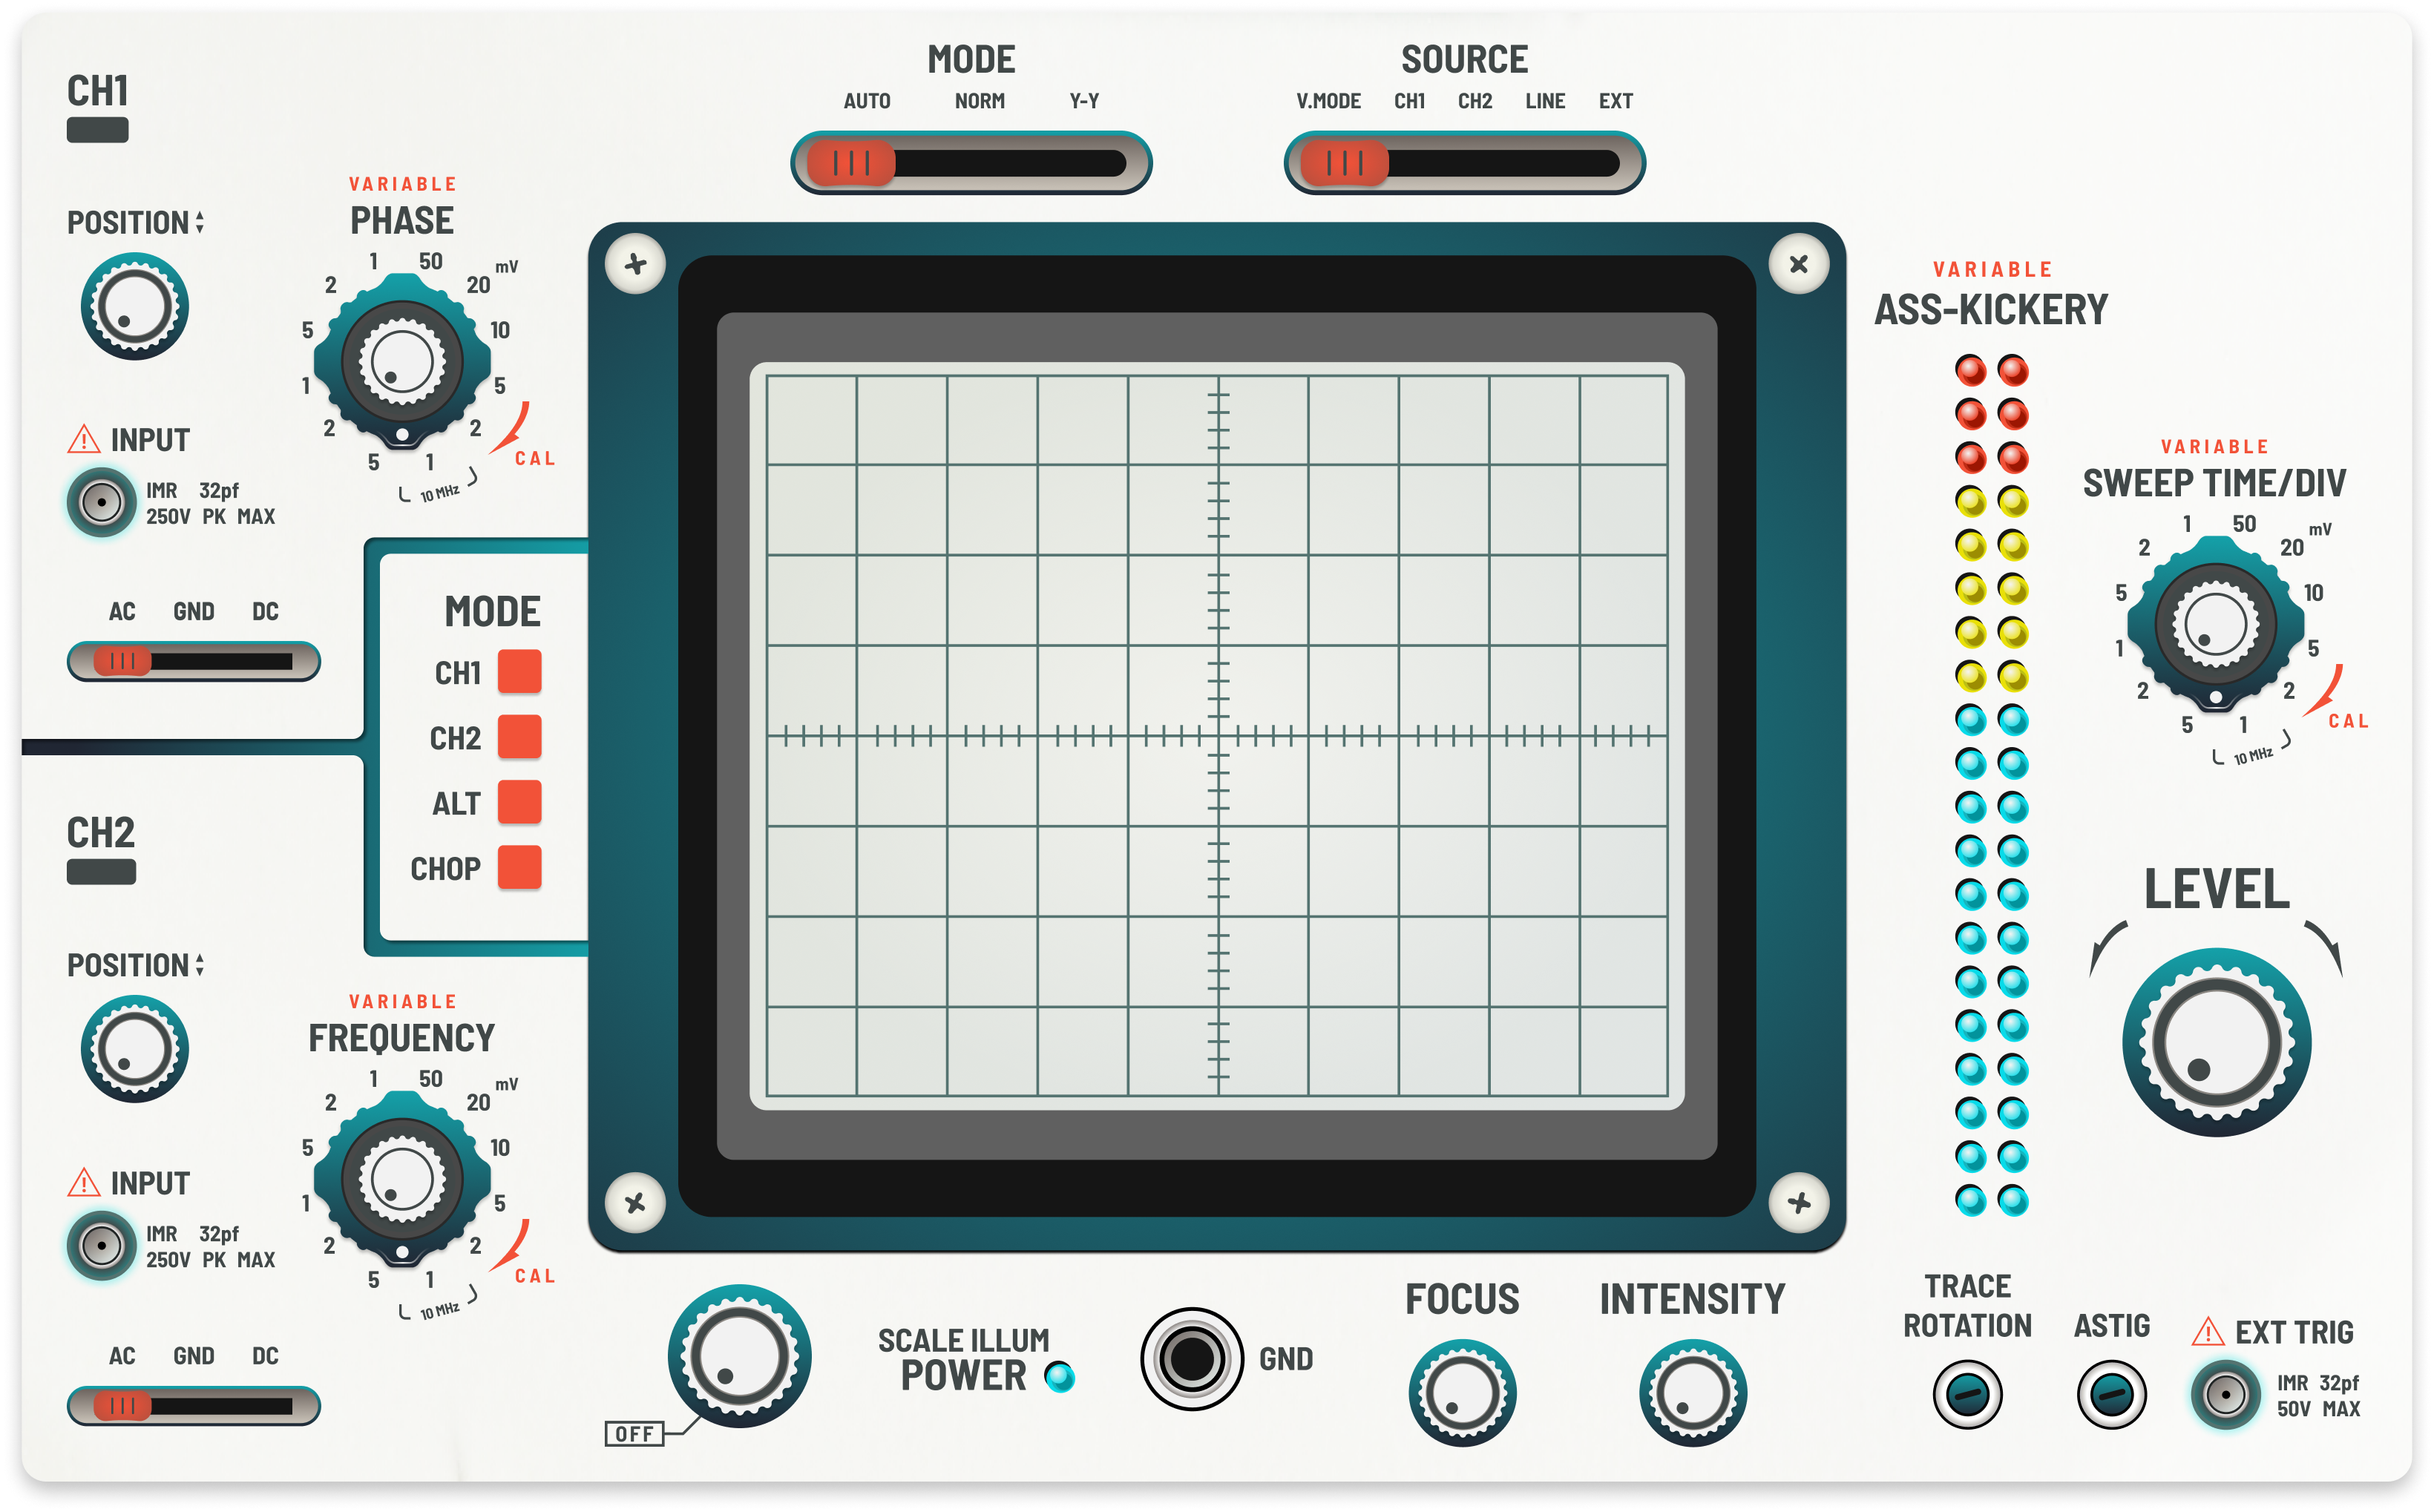 CH1
POSITION
INPUT
IMR 32pf
250V PK MAX
AC GND DC
VARIABLE
PHASE
1 50 mV
2 20
5 10
1 5
2 2
5 1
CAL
10 MHz
MODE
AUTO NORM Y-Y
SOURCE
V.MODE CH1 CH2 LINE EXT
MODE
CH1
CH2
ALT
CHOP
CH2
POSITION
INPUT
IMR 32pf
250V PK MAX
AC GND DC
VARIABLE
FREQUENCY
1 50 mV
2 20
5 10
1 5
2 2
5 1
CAL
10 MHz
OFF
SCALE ILLUM
POWER
GND
FOCUS
INTENSITY
VARIABLE
ASS-KICKERY
VARIABLE
SWEEP TIME/DIV
1 50 mV
2 20
5 10
1 5
2 2
5 1
CAL
10 MHz
LEVEL
TRACE
ROTATION
ASTIG
EXT TRIG
IMR 32pf
50V MAX